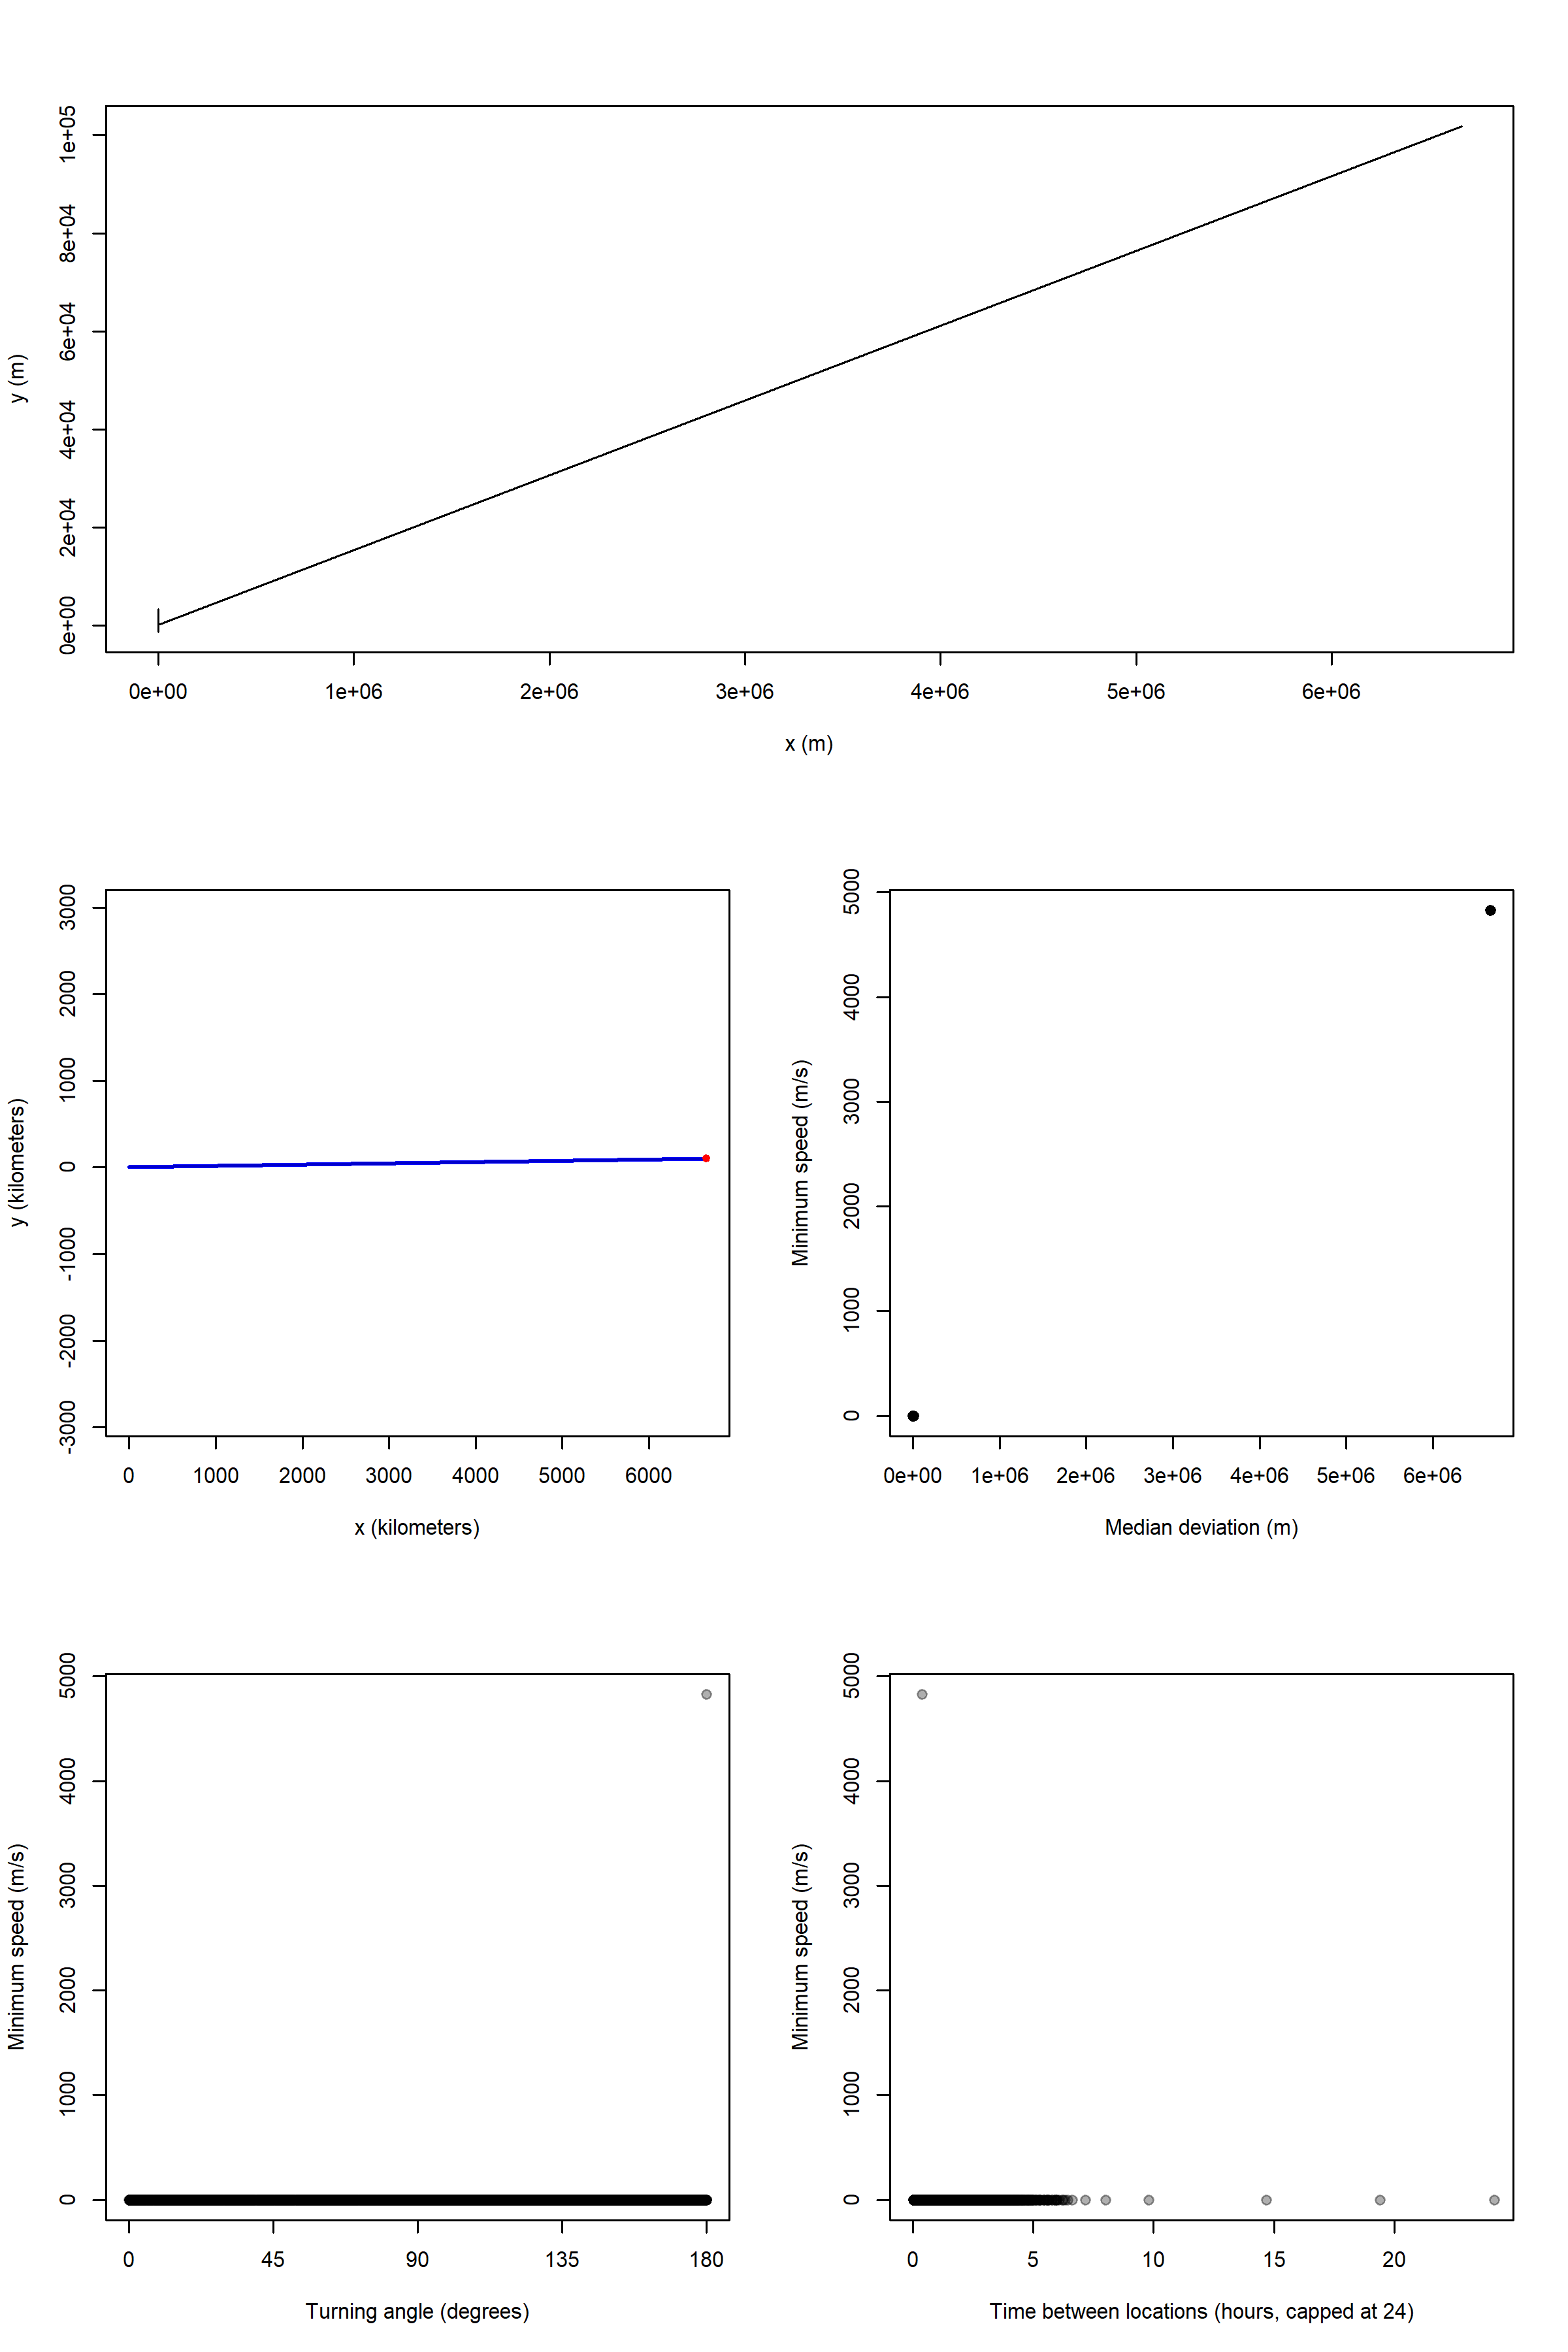 1e+05
8e+04
6e+04
4e+04
2e+04
0e+00
y (m)
0e+00 1e+06 2e+06 3e+06 4e+06 5e+06 6e+06
x (m)
3000
2000
1000
0
-1000
-2000
-3000
y (kilometers)
0 1000 2000 3000 4000 5000 6000
x (kilometers)
5000
4000
3000
2000
1000
0
Minimum speed (m/s)
0e+00 1e+06 2e+06 3e+06 4e+06 5e+06 6e+06
Median deviation (m)
5000
4000
3000
2000
1000
0
Minimum speed (m/s)
0 45 90 135 180
Turning angle (degrees)
5000
4000
3000
2000
1000
0
Minimum speed (m/s)
0 5 10 15 20
Time between locations (hours, capped at 24)